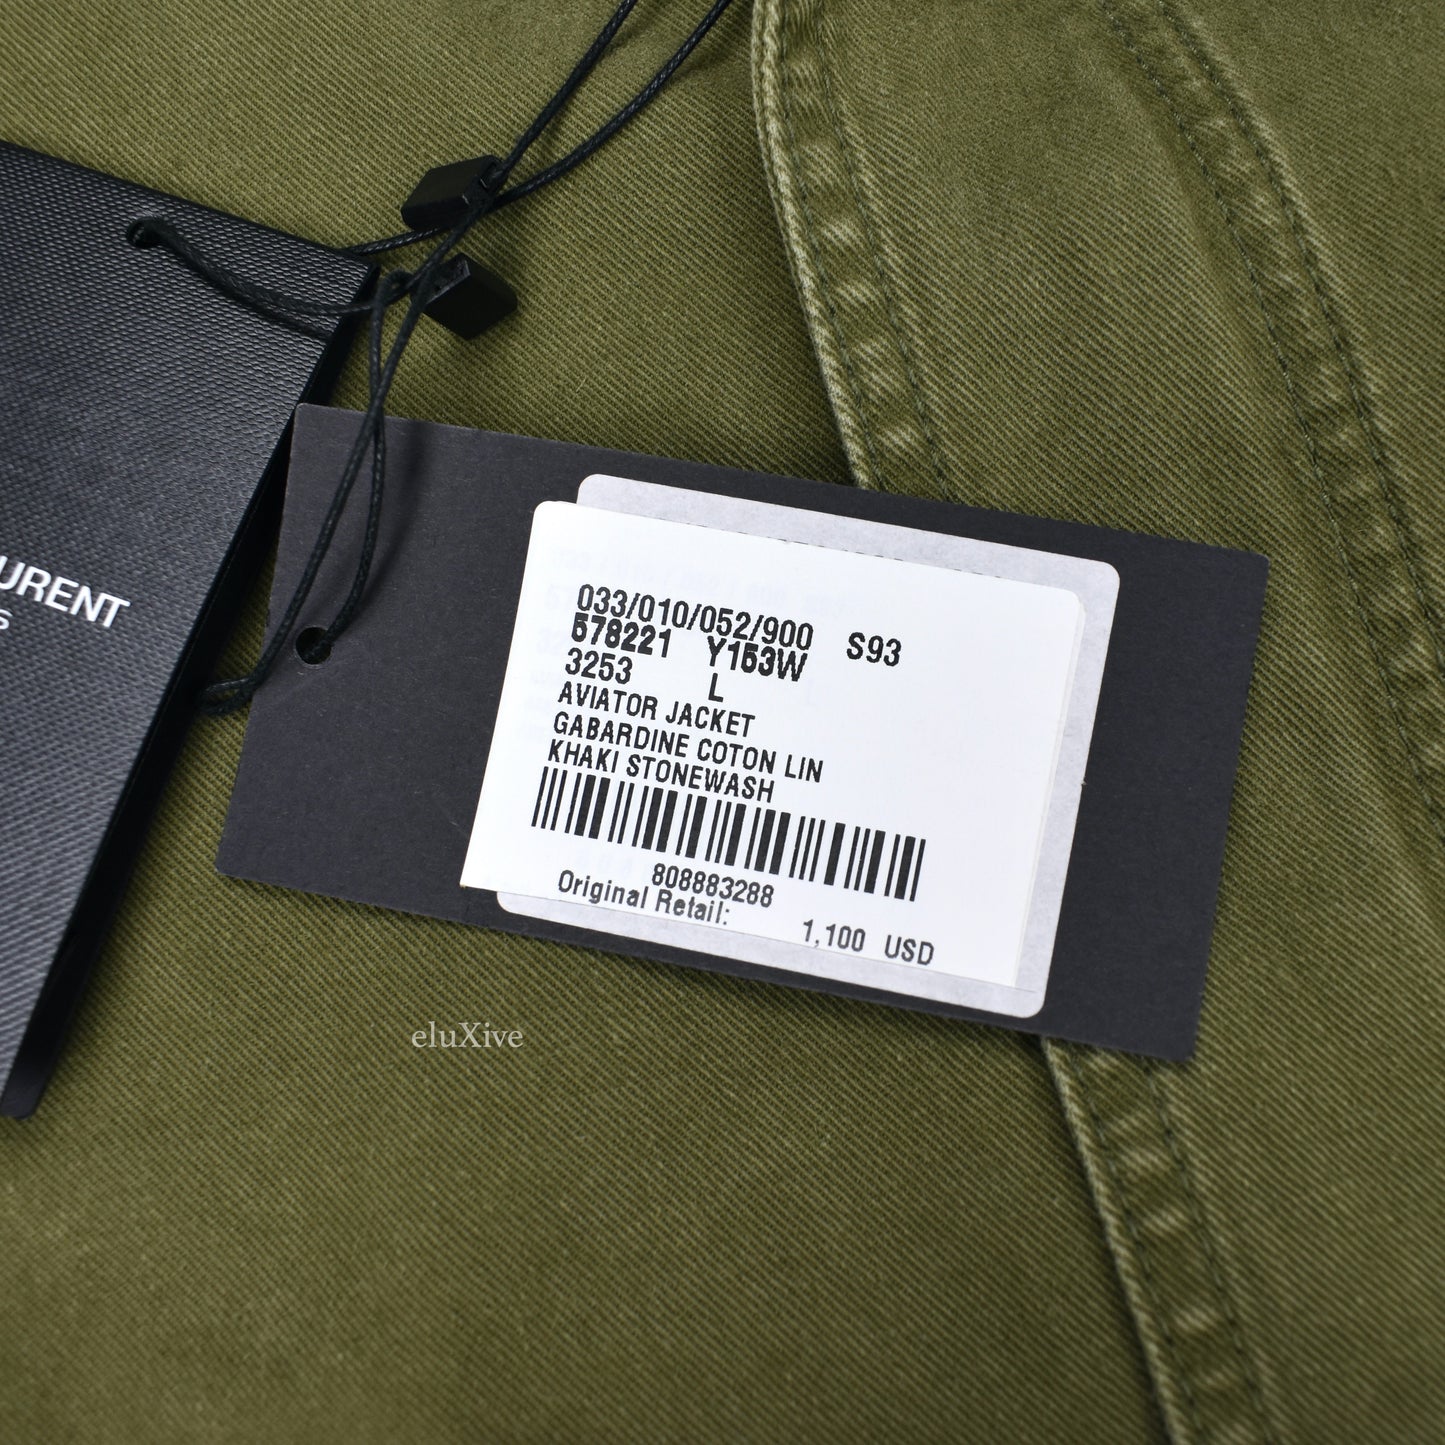 URENT
S
033/010/052/900 S93
578221 Y153W
3253 L
AVIATOR JACKET
GABARDINE COTON LIN
KHAKI STONEWASH
808883288
Original Retail:
1,100 USD
eluXive